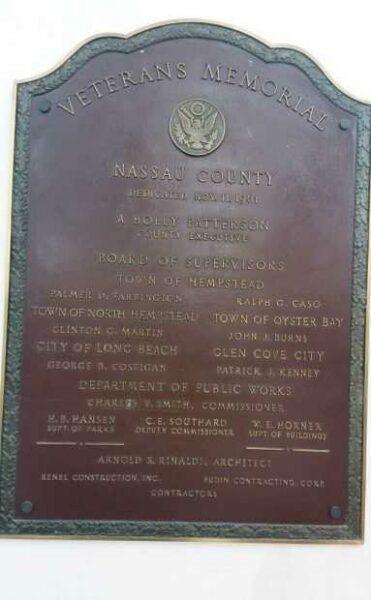 VETERANS MEMORIAL
NASSAU COUNTY
DEDICATED NOV. 11,
A HOLLY PATTERSON
COUNTY EXECUTIVE
BOARD OF SUPERVISORS
TOWN OF HEMPSTEAD
PALMER D. FARRINGTON RALPH G. CASO
TOWN OF NORTH HEMPSTEAD TOWN OF OYSTER BAY
CLINTON G. MARTIN JOHN J. BURNS
CITY OF LONG BEACH GLEN COVE CITY
GEORGE B. COSTIGAN PATRICK J. KENNEY
DEPARTMENT OF PUBLIC WORKS
CHARLES V. SMITH, COMMISSIONER
H. B. HANSEN C. E. SOUTHARD W. E. HORNER
SUPT. OF PARKS DEPUTY COMMISSIONER SUPT. OF BUILDINGS
ARNOLD S. RINALDI, ARCHITECT
CONSTRUCTION, INC. CONTRACTING, CORP.
CONTRACTORS